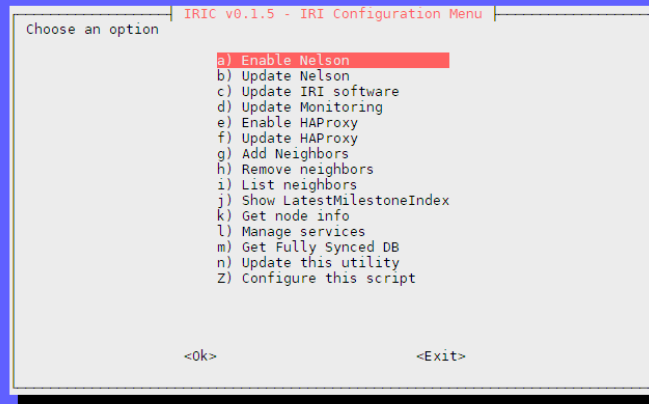 IRIC v0.1.5 - IRI Configuration Menu
Choose an option
a) Enable Nelson
b) Update Nelson
c) Update IRI software
d) Update Monitoring
e) Enable HAProxy
f) Update HAProxy
g) Add Neighbors
h) Remove neighbors
i) List neighbors
j) Show LatestMilestoneIndex
k) Get node info
l) Manage services
m) Get Fully Synced DB
n) Update this utility
Z) Configure this script
<Ok> <Exit>